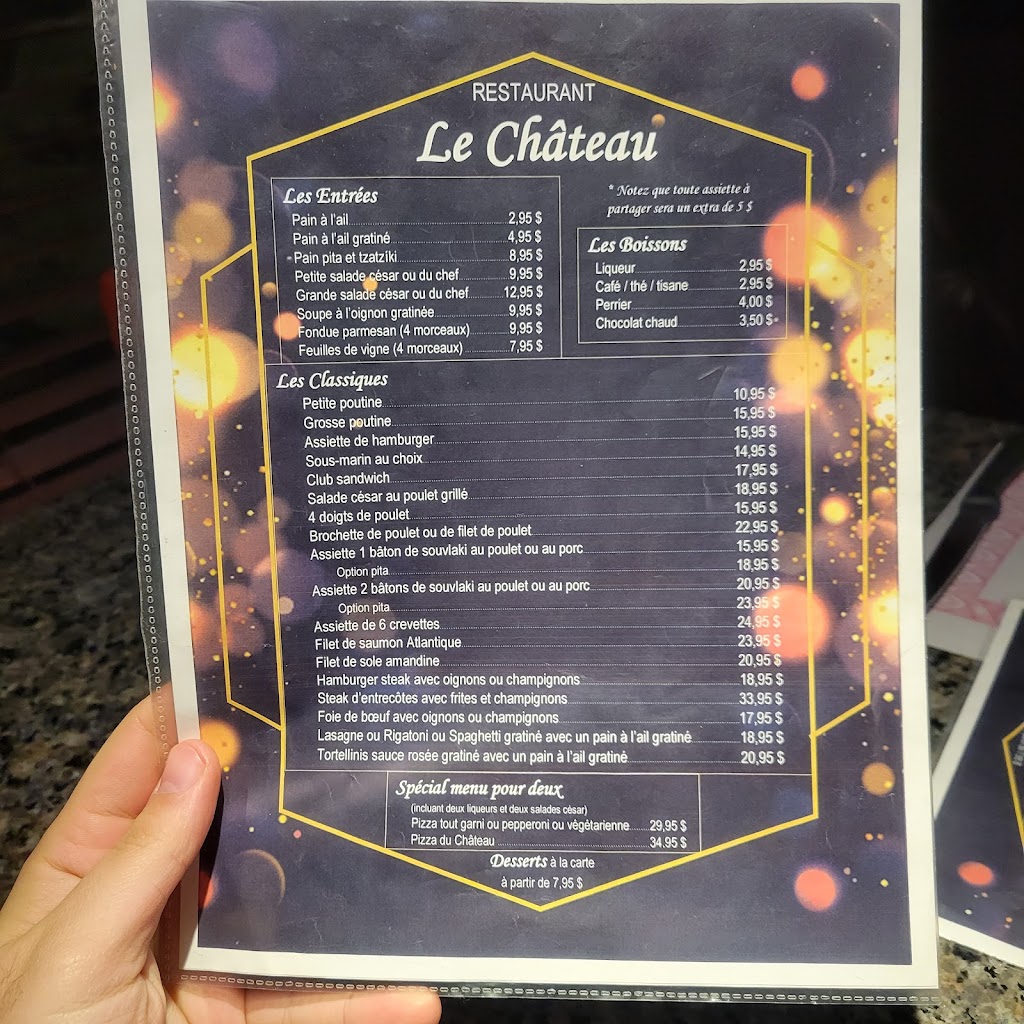 RESTAURANT
Le Château
Les Entrées
Pain à l'ail 2,95 $
Pain à l'ail gratiné 4,95 $
Pain pita et tzatzíki 8,95 $
Petite salade césar ou du chef 9,95 $
Grande salade césar ou du chef 12,95 $
Soupe à l'oignon gratinée 9,95 $
Fondue parmesan (4 morceaux) 9,95 $
Feuilles de vigne (4 morceaux) 7,95 $
* Notez que toute assiette à
partager sera un extra de 5 $
Les Boissons
Liqueur 2,95 $
Café / thé / tisane 2,95 $
Perrier 4,00 $
Chocolat chaud 3,50 $
Les Classiques
Petite poutine 10,95 $
Grosse poutine 15,95 $
Assiette de hamburger 15,95 $
Sous-marin au choix 14,95 $
Club sandwich 17,95 $
Salade césar au poulet grillé 18,95 $
4 doigts de poulet 15,95 $
Brochette de poulet ou de filet de poulet 22,95 $
Assiette 1 bâton de souvlaki au poulet ou au porc 15,95 $
Option pita 18,95 $
Assiette 2 bâtons de souvlaki au poulet ou au porc 20,95 $
Option pita 23,95 $
Assiette de 6 crevettes 24,95 $
Filet de saumon Atlantique 23,95 $
Filet de sole amandine 20,95 $
Hamburger steak avec oignons ou champignons 18,95 $
Steak d'entrecôtes avec frites et champignons 33,95 $
Foie de bœuf avec oignons ou champignons 17,95 $
Lasagne ou Rigatoni ou Spaghetti gratiné avec un pain à l'ail gratiné 18,95 $
Tortellinis sauce rosée gratiné avec un pain à l'ail gratiné 20,95 $
Spécial menu pour deux
(incluant deux liqueurs et deux salades césar)
Pizza tout garni ou pepperoni ou végétarienne 29,95 $
Pizza du Château 34.95 $
Desserts à la carte
à partir de 7,95 $